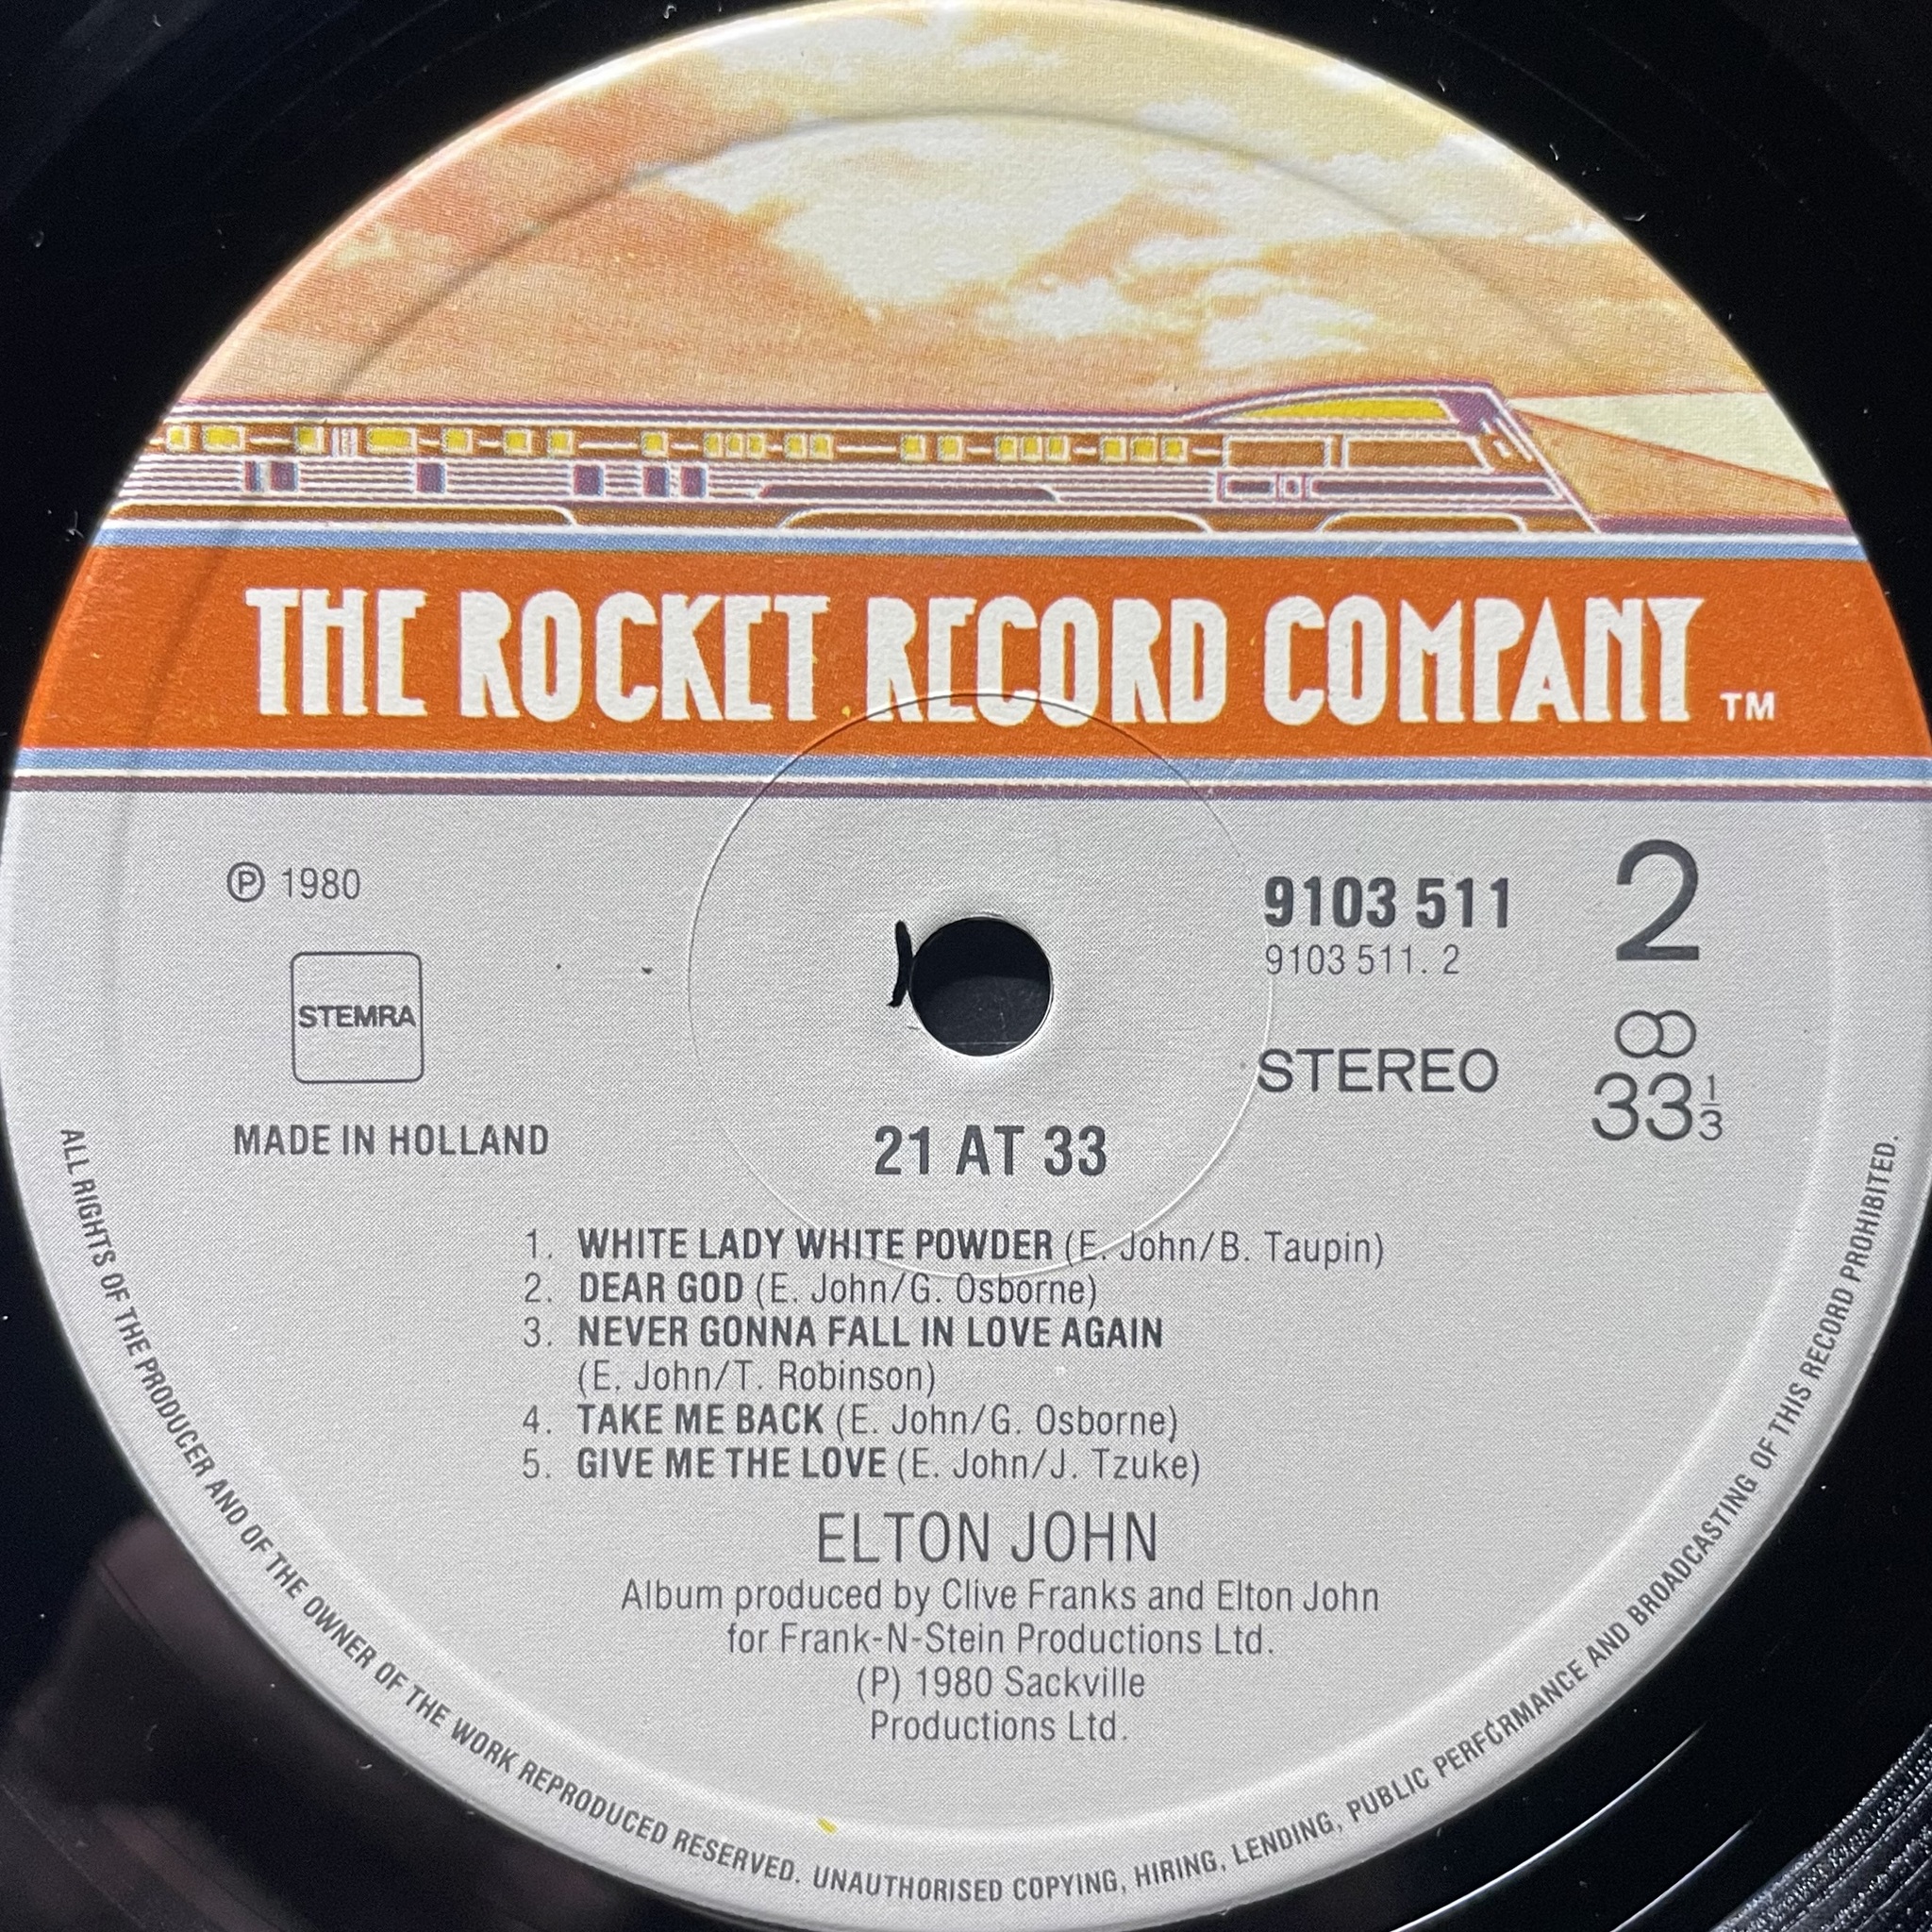 THE ROCKET RECORD COMPANY TM
℗ 1980
9103 511
9103 511. 2
2
STEMRA
STEREO
33⅓
MADE IN HOLLAND
21 AT 33
1. WHITE LADY WHITE POWDER (E. John/B. Taupin)
2. DEAR GOD (E. John/G. Osborne)
3. NEVER GONNA FALL IN LOVE AGAIN
(E. John/T. Robinson)
4. TAKE ME BACK (E. John/G. Osborne)
5. GIVE ME THE LOVE (E. John/J. Tzuke)
ELTON JOHN
Album produced by Clive Franks and Elton John
for Frank-N-Stein Productions Ltd.
(P) 1980 Sackville
Productions Ltd.
ALL RIGHTS OF THE PRODUCER AND OF THE OWNER OF THE WORK REPRODUCED RESERVED. UNAUTHORISED COPYING, HIRING, LENDING, PUBLIC PERFORMANCE AND BROADCASTING OF THIS RECORD PROHIBITED.